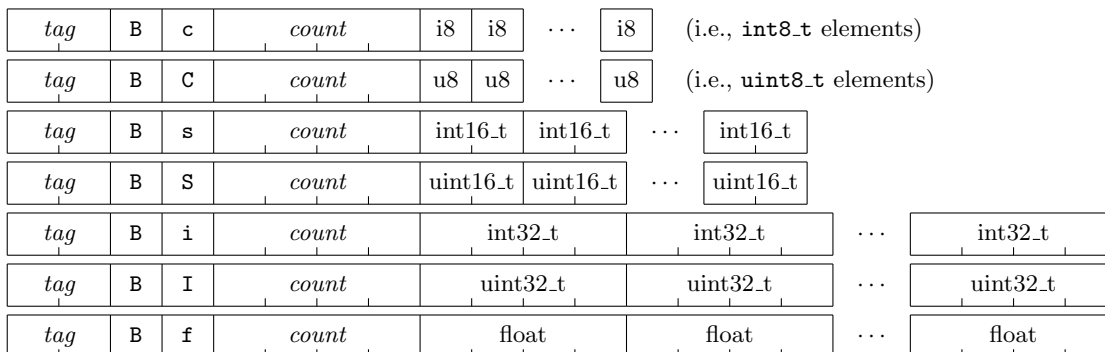 tag B c count i8 i8 ··· i8 (i.e., int8_t elements)
tag B C count u8 u8 ··· u8 (i.e., uint8_t elements)
tag B s count int16_t int16_t ··· int16_t
tag B S count uint16_t uint16_t ··· uint16_t
tag B i count int32_t int32_t ··· int32_t
tag B I count uint32_t uint32_t ··· uint32_t
tag B f count float float ··· float